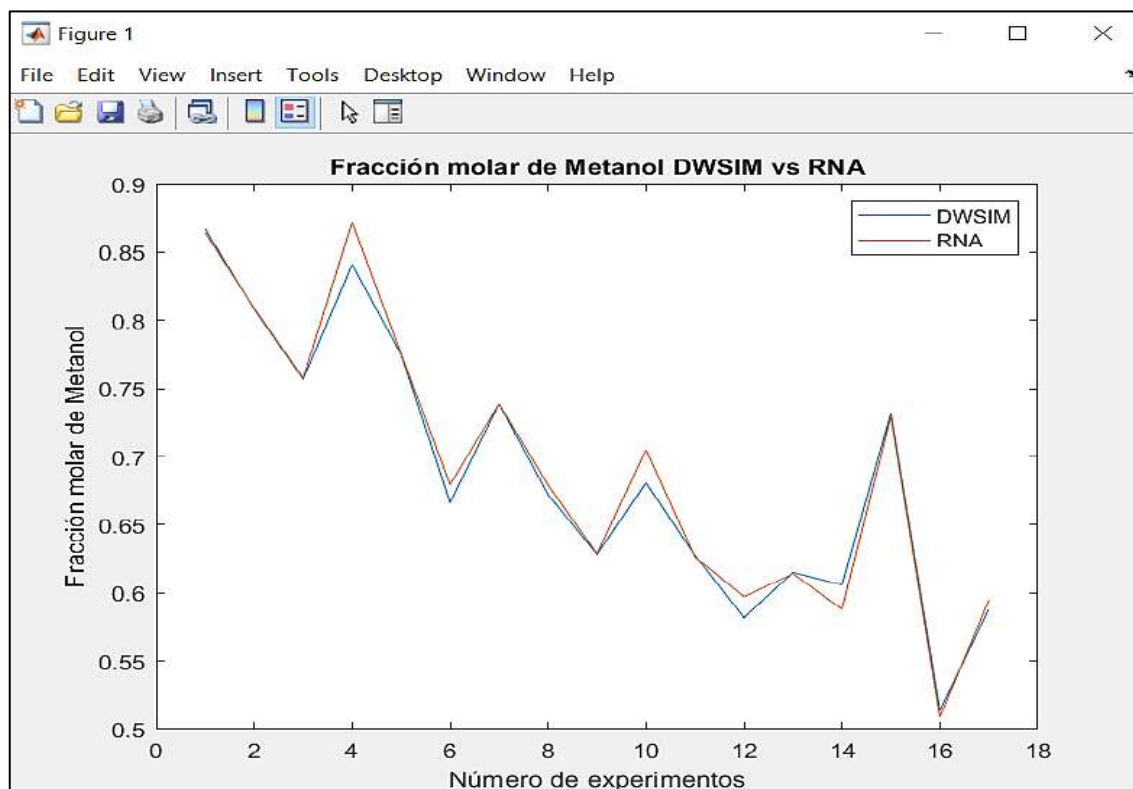 Figure 1
File Edit View Insert Tools Desktop Window Help
Fracción molar de Metanol DWSIM vs RNA
DWSIM
RNA
Fracción molar de Metanol
0.9
0.85
0.8
0.75
0.7
0.65
0.6
0.55
0.5
0 2 4 6 8 10 12 14 16 18
Número de experimentos